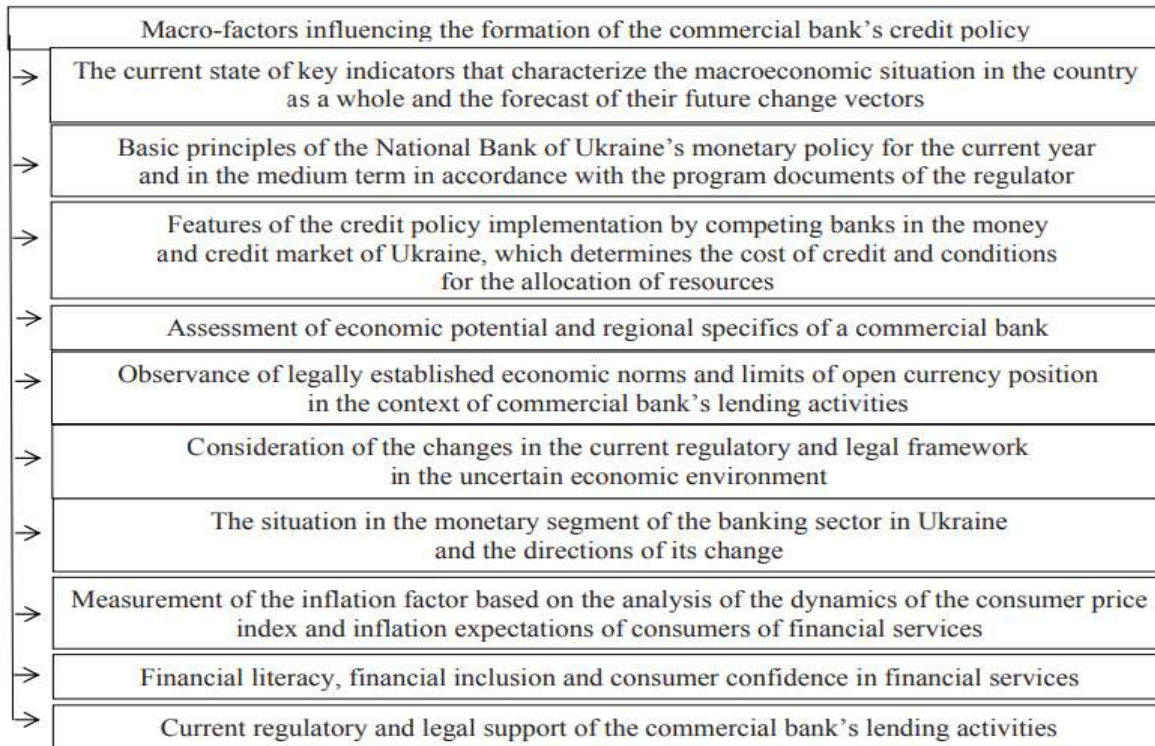 Macro-factors influencing the formation of the commercial bank's credit policy
The current state of key indicators that characterize the macroeconomic situation in the country
as a whole and the forecast of their future change vectors
Basic principles of the National Bank of Ukraine's monetary policy for the current year
and in the medium term in accordance with the program documents of the regulator
Features of the credit policy implementation by competing banks in the money
and credit market of Ukraine, which determines the cost of credit and conditions
for the allocation of resources
Assessment of economic potential and regional specifics of a commercial bank
Observance of legally established economic norms and limits of open currency position
in the context of commercial bank's lending activities
Consideration of the changes in the current regulatory and legal framework
in the uncertain economic environment
The situation in the monetary segment of the banking sector in Ukraine
and the directions of its change
Measurement of the inflation factor based on the analysis of the dynamics of the consumer price
index and inflation expectations of consumers of financial services
Financial literacy, financial inclusion and consumer confidence in financial services
Current regulatory and legal support of the commercial bank's lending activities